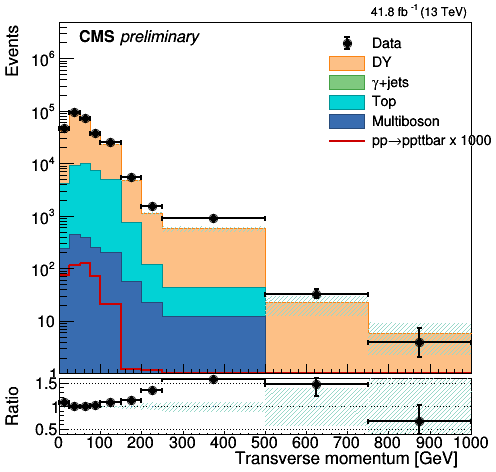 41.8 fb⁻¹ (13 TeV)
CMS preliminary
Data
DY
γ+jets
Top
Multiboson
pp→ppttbar x 1000
Events
10⁶
10⁵
10⁴
10³
10²
10
1
Ratio
1.5
1
0.5
0 100 200 300 400 500 600 700 800 900 1000
Transverse momentum [GeV]